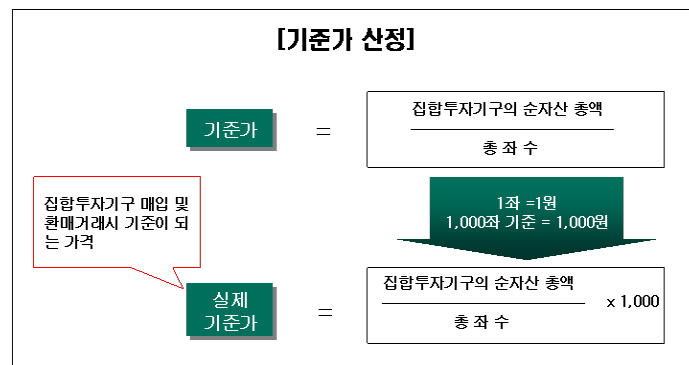 [기준가 산정]
기준가
=
집합투자기구의 순자산 총액
총 좌 수
집합투자기구 매입 및
환매거래시 기준이 되
는 가격
1좌 =1원
1,000좌 기준 = 1,000원
실제
기준가
=
집합투자기구의 순자산 총액
총 좌 수
x 1,000